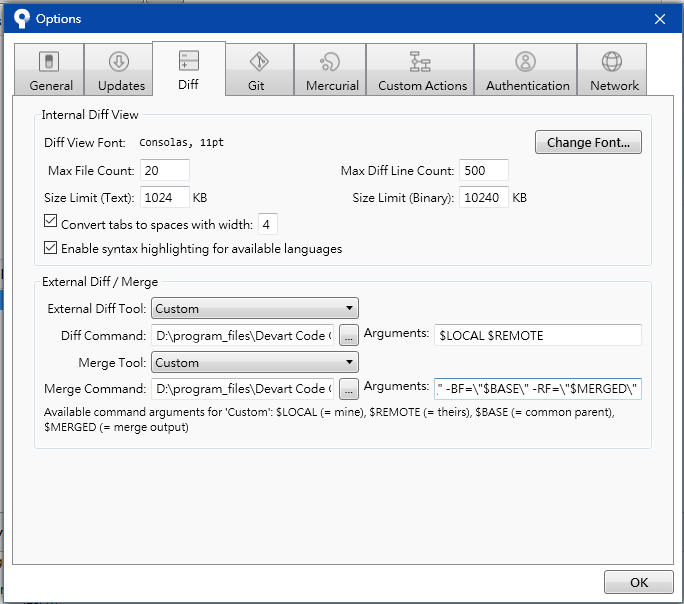 Options
General Updates Diff Git Mercurial Custom Actions Authentication Network
Internal Diff View
Diff View Font: Consolas, 11pt Change Font...
Max File Count: 20 Max Diff Line Count: 500
Size Limit (Text): 1024 KB Size Limit (Binary): 10240 KB
Convert tabs to spaces with width: 4
Enable syntax highlighting for available languages
External Diff / Merge
External Diff Tool: Custom
Diff Command: D:\program_files\Devart Code ... Arguments: $LOCAL $REMOTE
Merge Tool: Custom
Merge Command: D:\program_files\Devart Code ... Arguments: " -BF=\"$BASE\" -RF=\"$MERGED\"
Available command arguments for 'Custom': $LOCAL (= mine), $REMOTE (= theirs), $BASE (= common parent),
$MERGED (= merge output)
OK